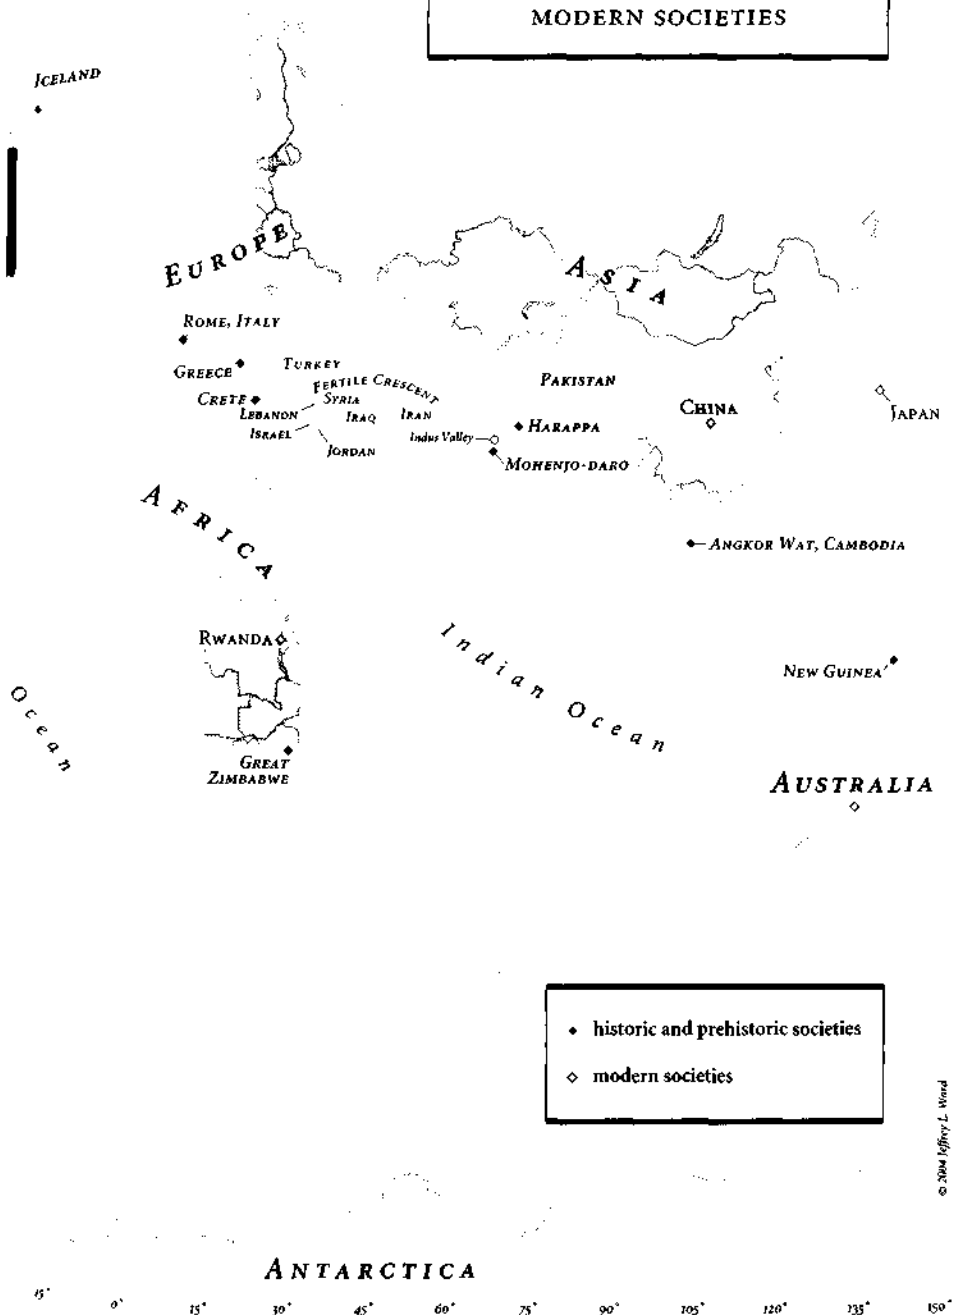 MODERN SOCIETIES
ICELAND
EUROPE
ASIA
ROME, ITALY
GREECE
TURKEY
FERTILE CRESCENT
PAKISTAN
CRETE
SYRIA
LEBANON
IRAQ
IRAN
CHINA
JAPAN
ISRAEL
JORDAN
Indus Valley
HARAPPA
MOHENJO-DARO
AFRICA
ANGKOR WAT, CAMBODIA
RWANDA
Indian Ocean
NEW GUINEA
Ocean
GREAT
ZIMBABWE
AUSTRALIA
historic and prehistoric societies
modern societies
© 2004 Jeffrey L. Ward
ANTARCTICA
15° 0° 15° 30° 45° 60° 75° 90° 105° 120° 135° 150°